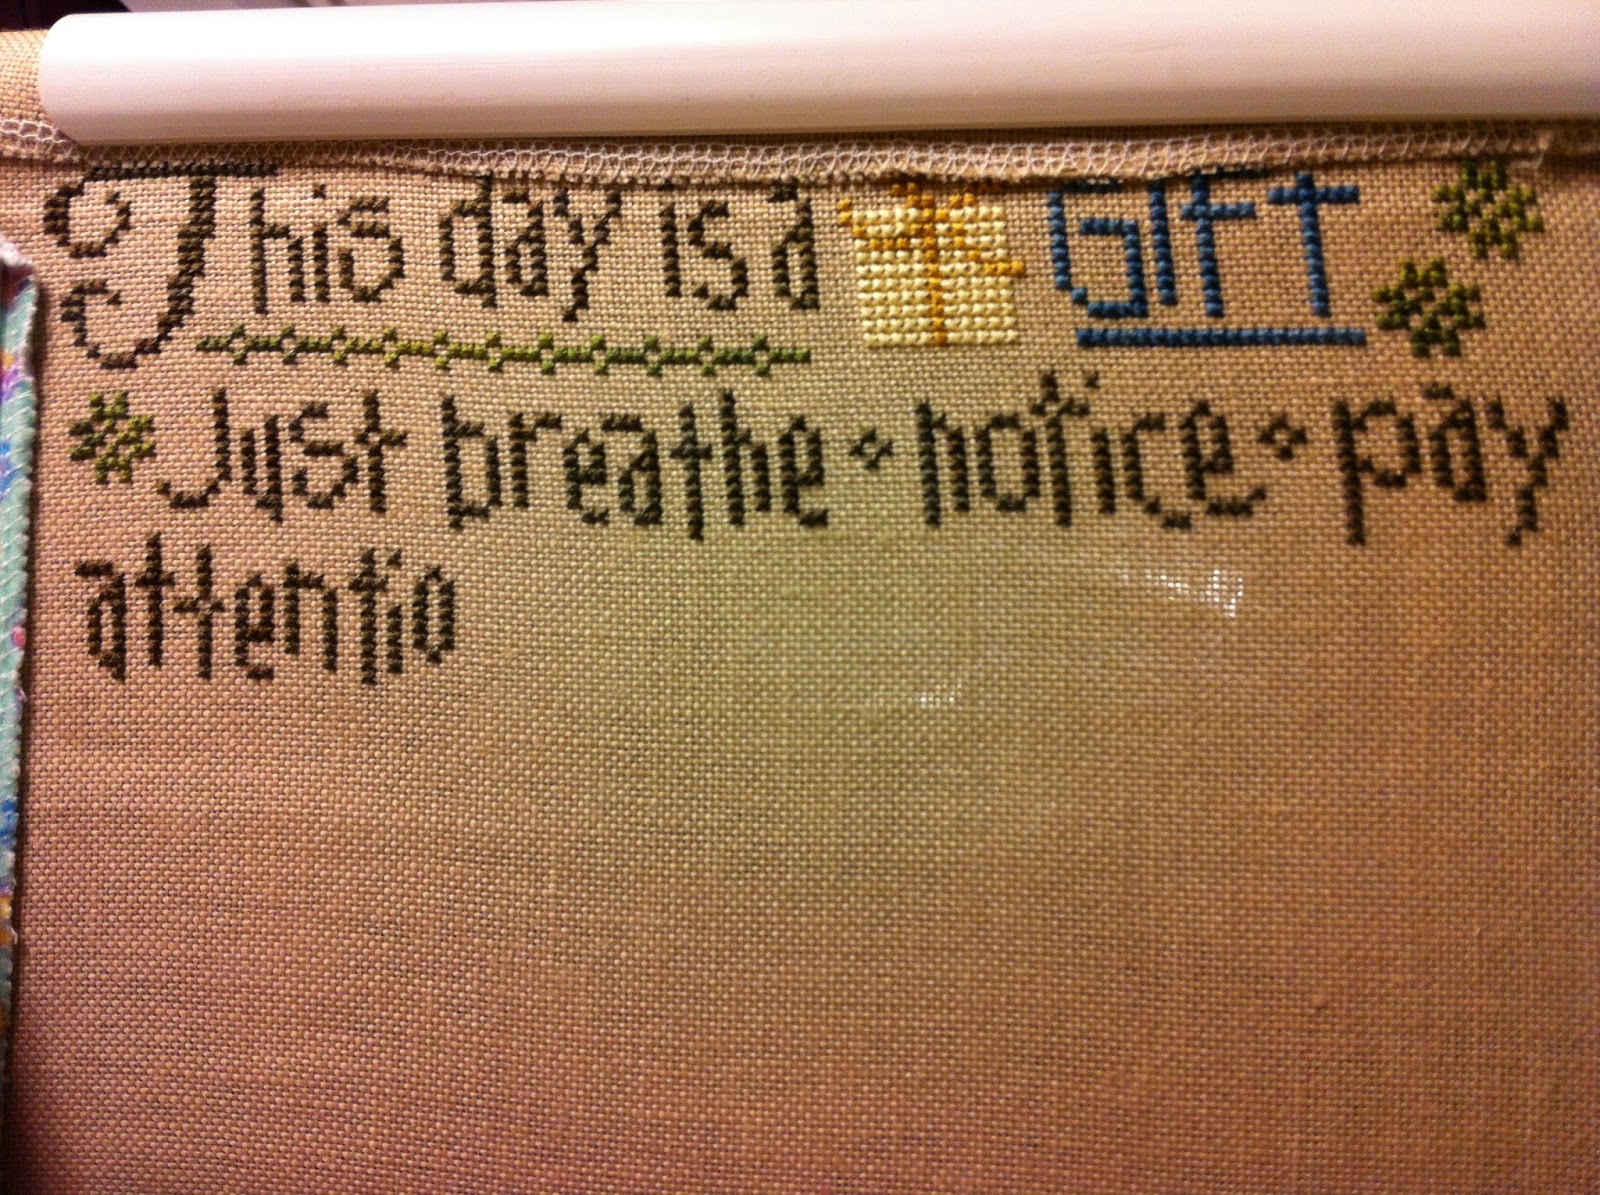 This day is a GIFt
Just breathe ⋄ notice ⋄ pay
attentio